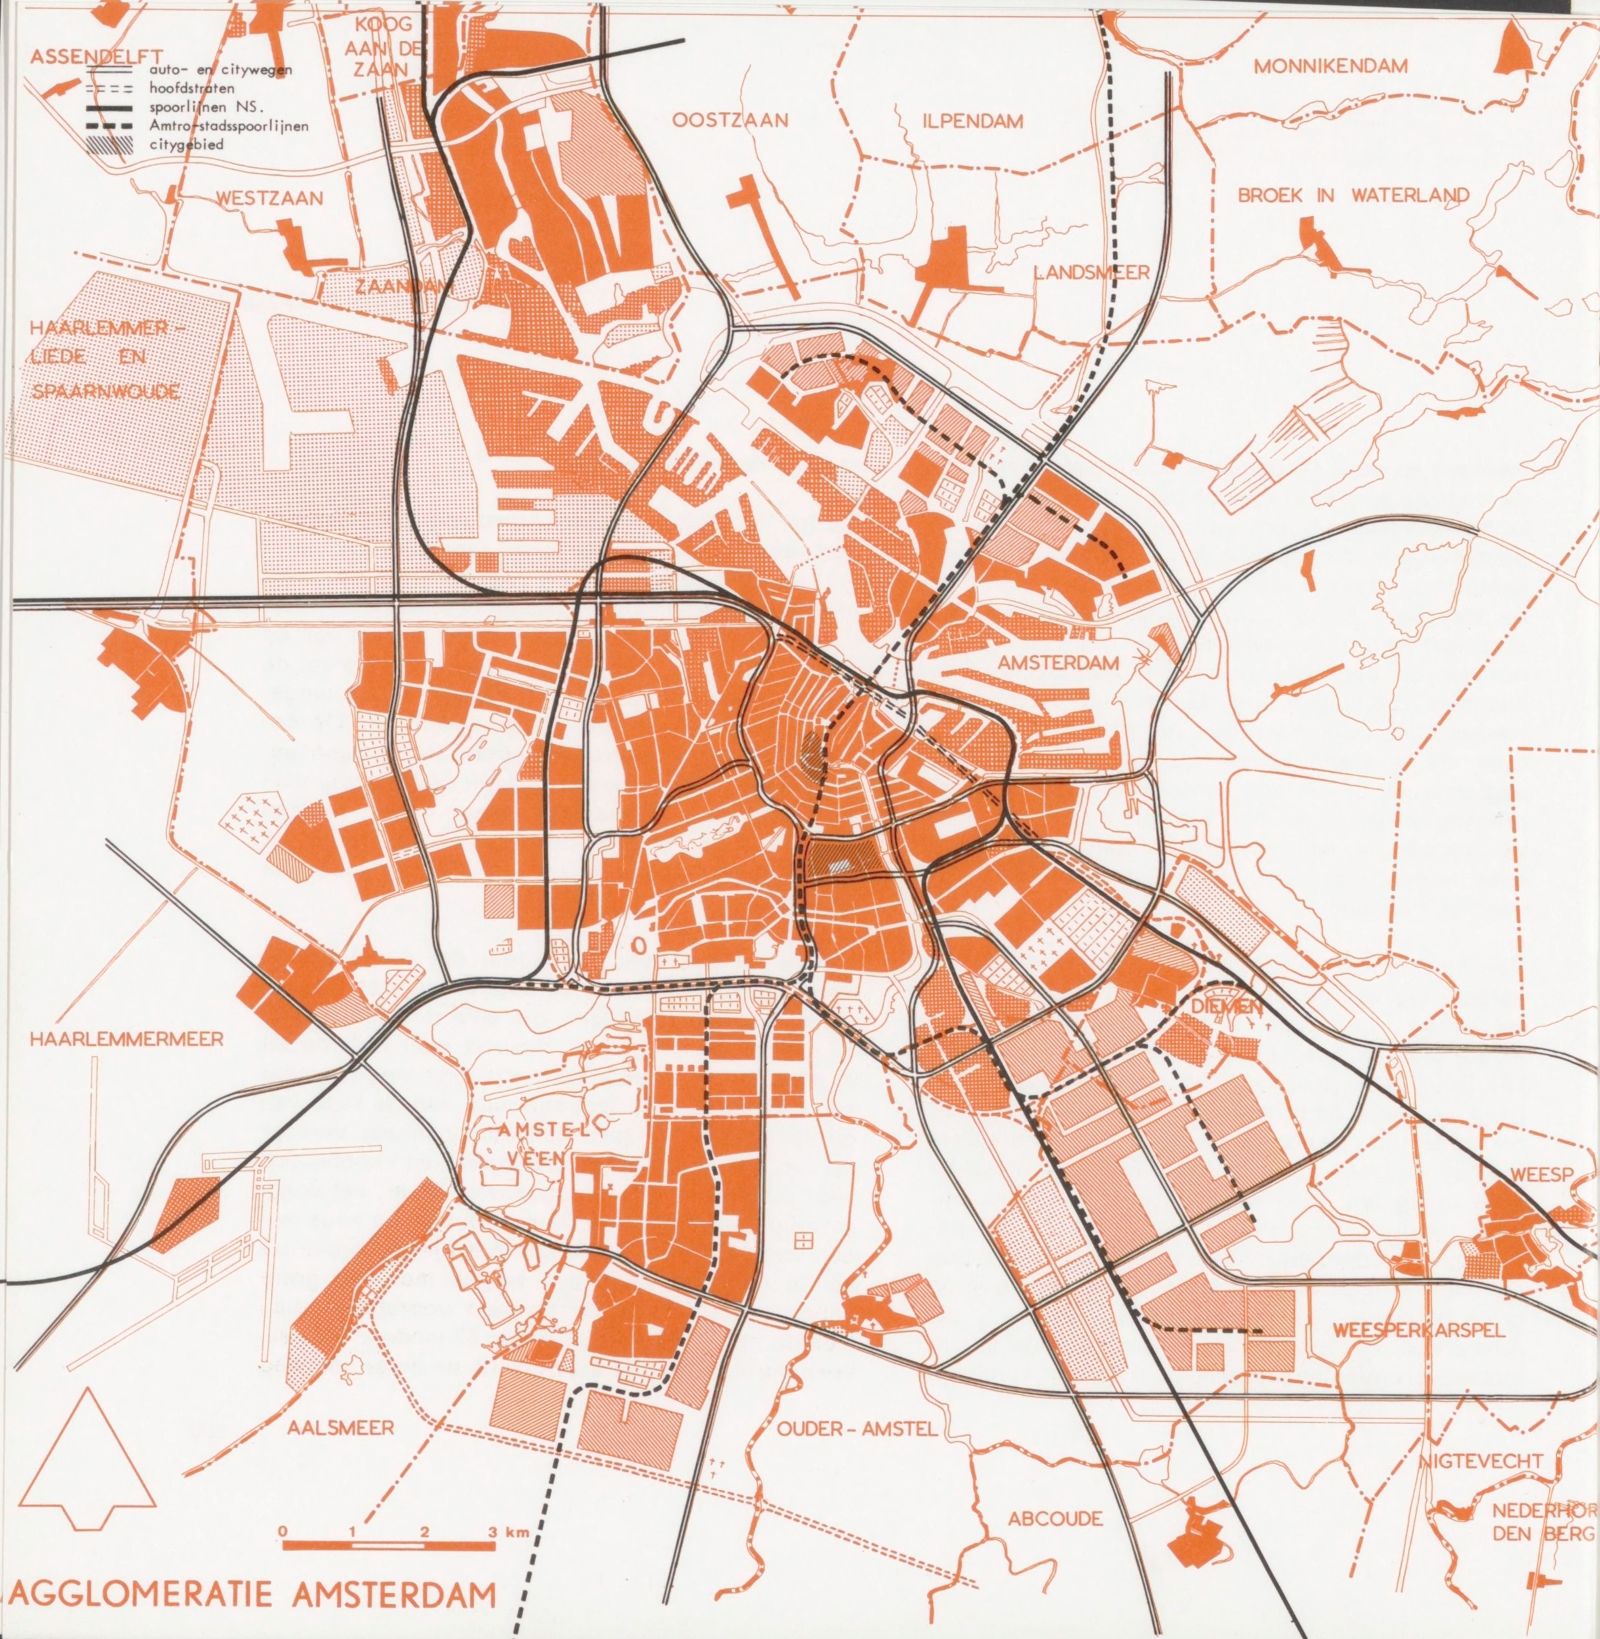 KOOG
AAN DE
ZAAN
ASSENDELFT
auto- en citywegen
hoofdstraten
spoorlijnen NS.
Amtro-stadsspoorlijnen
citygebied
MONNIKENDAM
OOSTZAAN
ILPENDAM
WESTZAAN
BROEK IN WATERLAND
LANDSMEER
ZAANDAM
HAARLEMMER-
LIEDE EN
SPAARNWOUDE
AMSTERDAM
DIEMEN
HAARLEMMERMEER
AMSTEL
VEEN
WEESP
WEESPERKARSPEL
AALSMEER
OUDER-AMSTEL
NIGTEVECHT
ABCOUDE
NEDERHOR
DEN BERG
0 1 2 3 km
AGGLOMERATIE AMSTERDAM